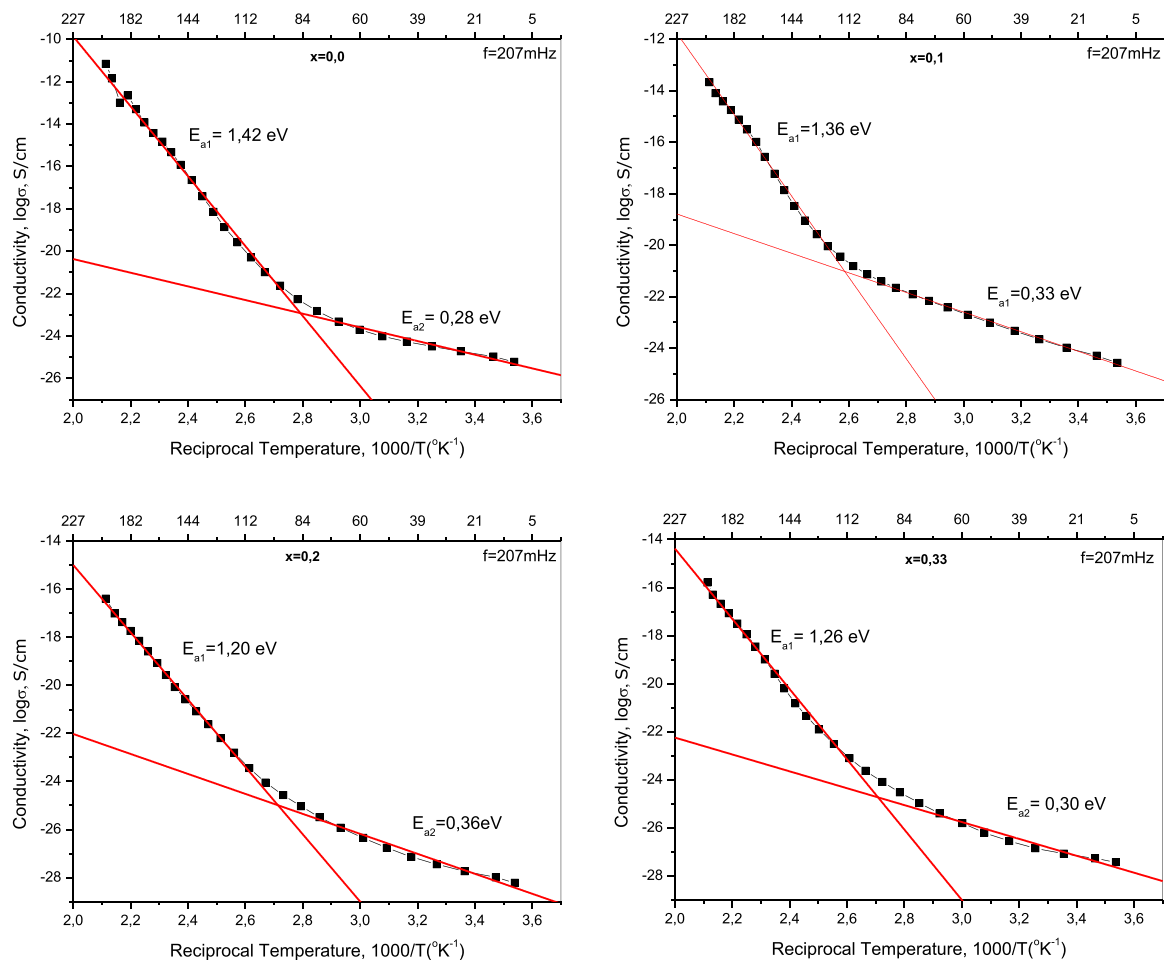 227 182 144 112 84 60 39 21 5
-10
x=0,0
f=207mHz
-12
-14
-16
-18
-20
-22
-24
-26
Ea1= 1,42 eV
Ea2= 0,28 eV
Conductivity, logσ, S/cm
2,0 2,2 2,4 2,6 2,8 3,0 3,2 3,4 3,6
Reciprocal Temperature, 1000/T(°K-1)
227 182 144 112 84 60 39 21 5
-12
x=0,1
f=207mHz
-14
-16
-18
-20
-22
-24
-26
Ea1=1,36 eV
Ea1=0,33 eV
Conductivity, logσ, S/cm
2,0 2,2 2,4 2,6 2,8 3,0 3,2 3,4 3,6
Reciprocal Temperature, 1000/T(°K-1)
227 182 144 112 84 60 39 21 5
-14
x=0,2
f=207mHz
-16
-18
-20
-22
-24
-26
-28
Ea1=1,20 eV
Ea2=0,36eV
Conductivity, logσ, S/cm
2,0 2,2 2,4 2,6 2,8 3,0 3,2 3,4 3,6
Reciprocal Temperature, 1000/T(°K-1)
227 182 144 112 84 60 39 21 5
-14
x=0,33
f=207mHz
-16
-18
-20
-22
-24
-26
-28
Ea1= 1,26 eV
Ea2= 0,30 eV
Conductivity, logσ, S/cm
2,0 2,2 2,4 2,6 2,8 3,0 3,2 3,4 3,6
Reciprocal Temperature, 1000/T(°K-1)